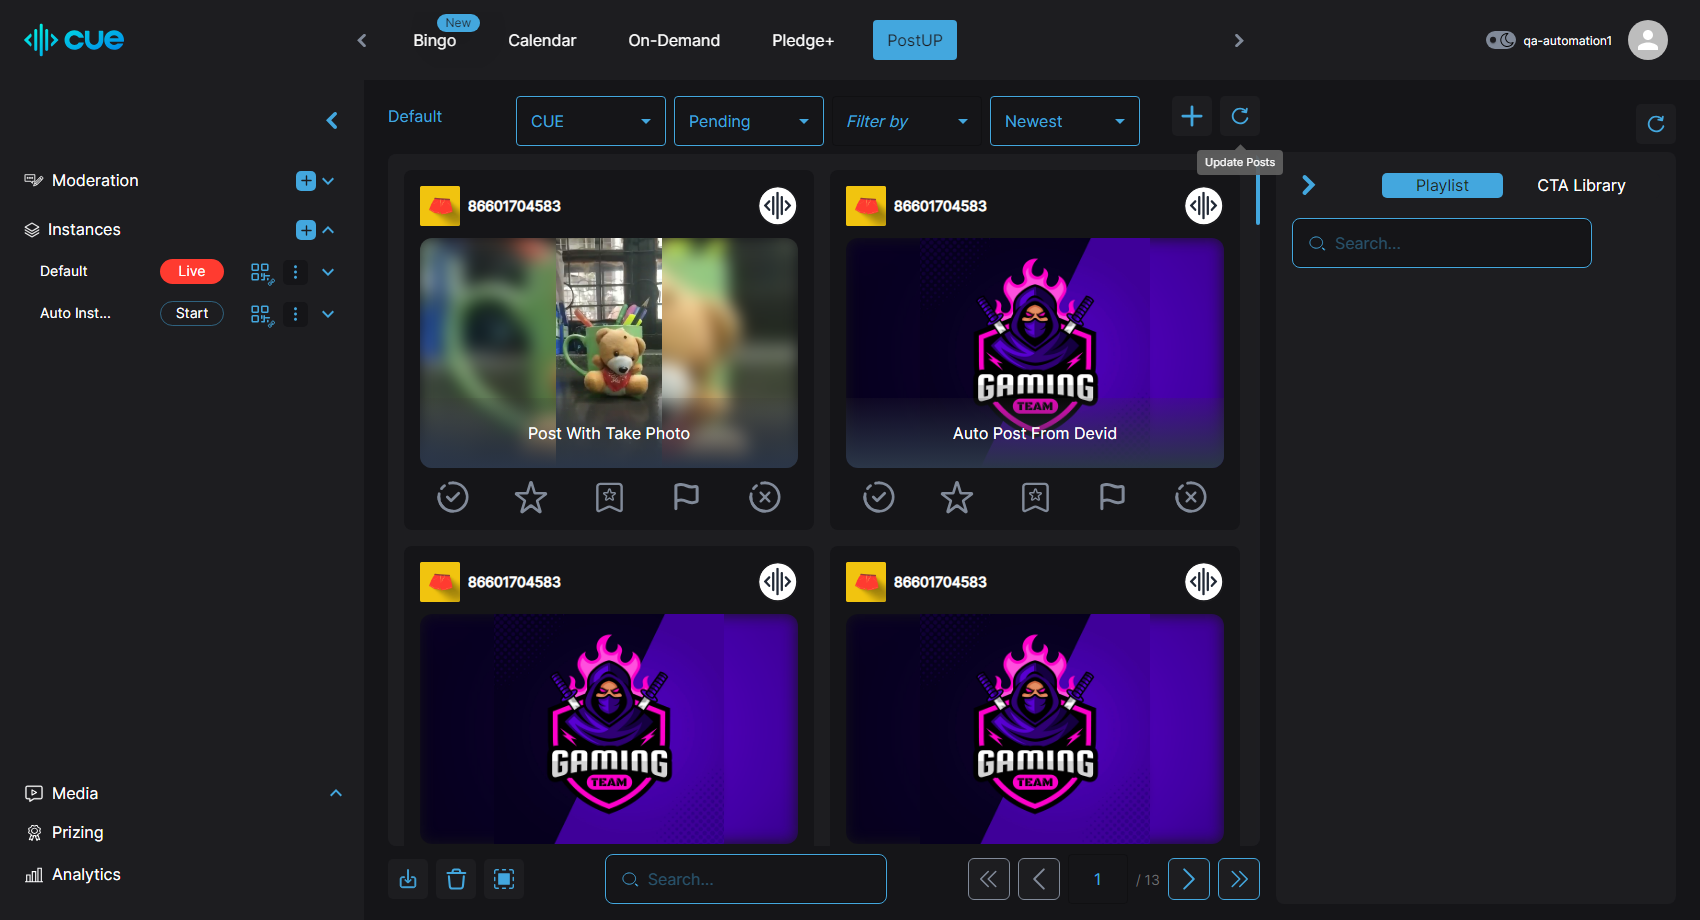 cue
New
Bingo
Calendar
On-Demand
Pledge+
PostUP
qa-automation1
Default
CUE
Pending
Filter by
Newest
Update Posts
Moderation
Instances
Default
Live
Auto Inst...
Start
Media
Prizing
Analytics
86601704583
GAMING
TEAM
Post With Take Photo
86601704583
GAMING
TEAM
Auto Post From Devid
86601704583
GAMING
TEAM
86601704583
Search...
1
/ 13
Playlist
CTA Library
Search...